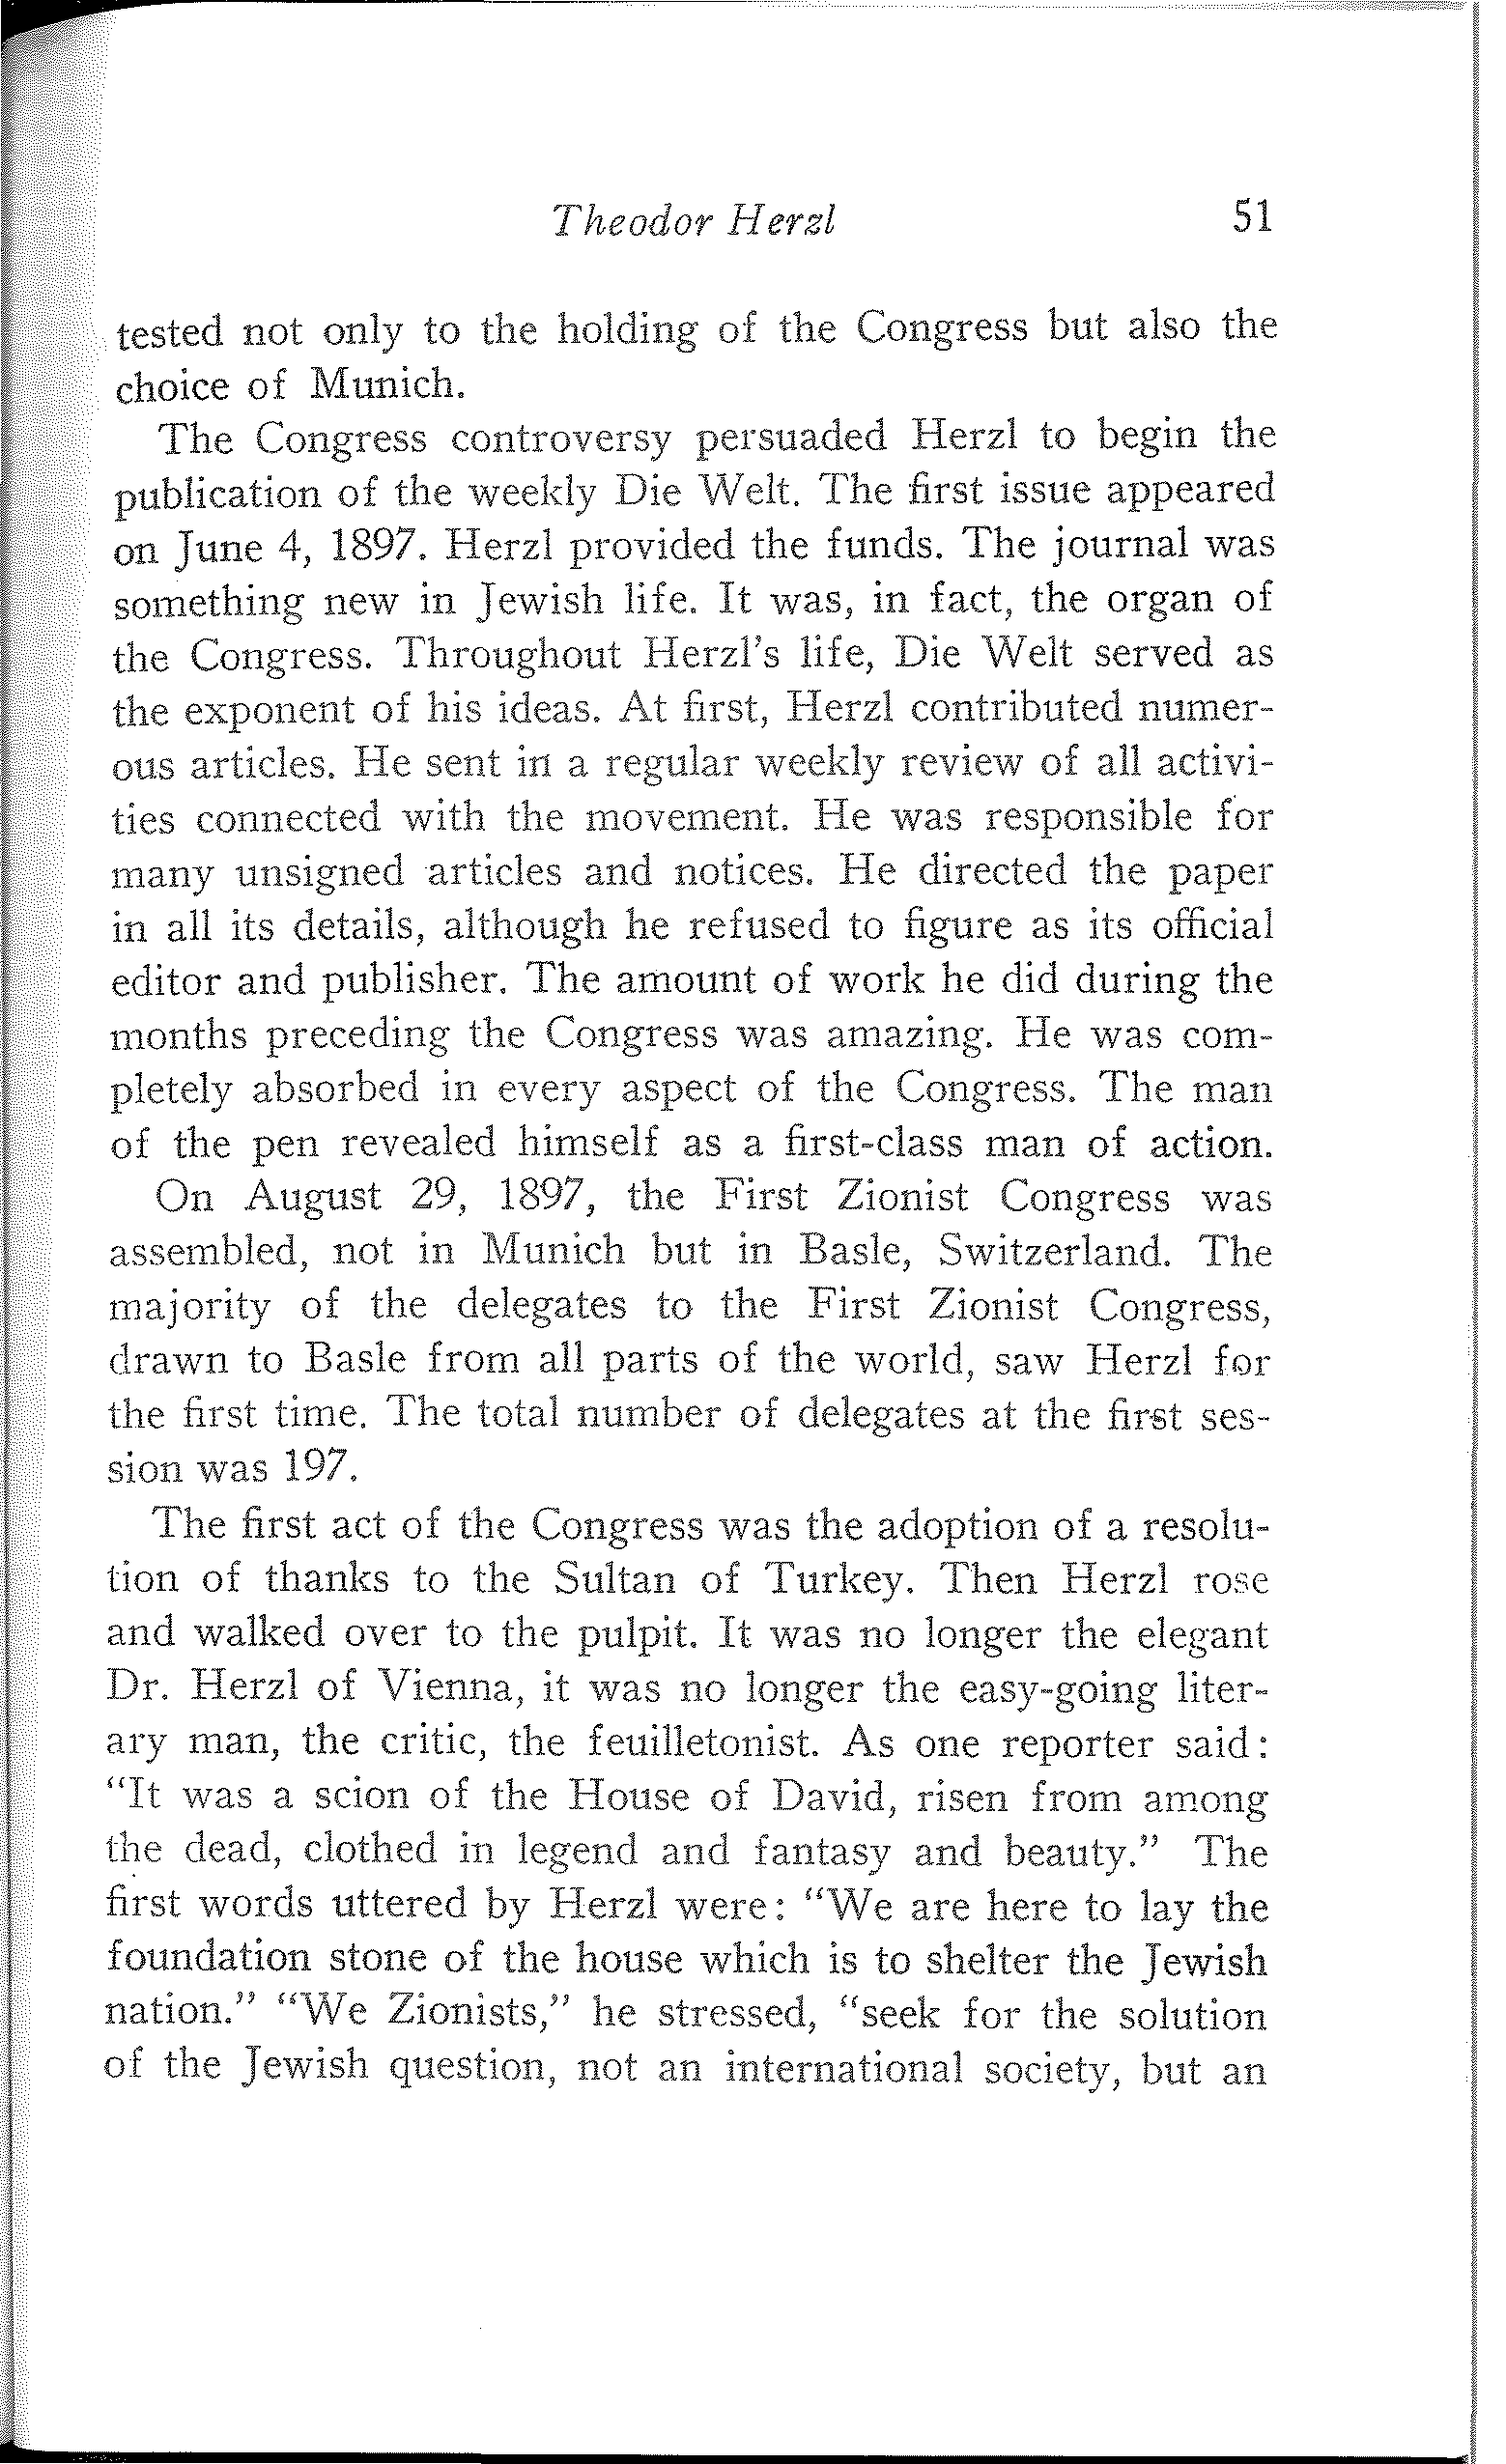 Theodor Herzl 51
tested not only to the holding of the Congress but also the
choice of Munich.
The Congress controversy persuaded Herzl to begin the
publication of the weekly Die Welt. The first issue appeared
on June 4, 1897. Herzl provided the funds. The journal was
something new in Jewish life. It was, in fact, the organ of
the Congress. Throughout Herzl's life, Die Welt served as
the exponent of his ideas. At first, Herzl contributed numer-
ous articles. He sent in a regular weekly review of all activi-
ties connected with the movement. He was responsible for
many unsigned articles and notices. He directed the paper
in all its details, although he refused to figure as its official
editor and publisher. The amount of work he did during the
months preceding the Congress was amazing. He was com-
pletely absorbed in every aspect of the Congress. The man
of the pen revealed himself as a first-class man of action.
On August 29, 1897, the First Zionist Congress was
assembled, not in Munich but in Basle, Switzerland. The
majority of the delegates to the First Zionist Congress,
drawn to Basle from all parts of the world, saw Herzl for
the first time. The total number of delegates at the first ses-
sion was 197.
The first act of the Congress was the adoption of a resolu-
tion of thanks to the Sultan of Turkey. Then Herzl rose
and walked over to the pulpit. It was no longer the elegant
Dr. Herzl of Vienna, it was no longer the easy-going liter-
ary man, the critic, the feuilletonist. As one reporter said:
"It was a scion of the House of David, risen from among
the dead, clothed in legend and fantasy and beauty." The
first words uttered by Herzl were: "We are here to lay the
foundation stone of the house which is to shelter the Jewish
nation." "We Zionists," he stressed, "seek for the solution
of the Jewish question, not an international society, but an